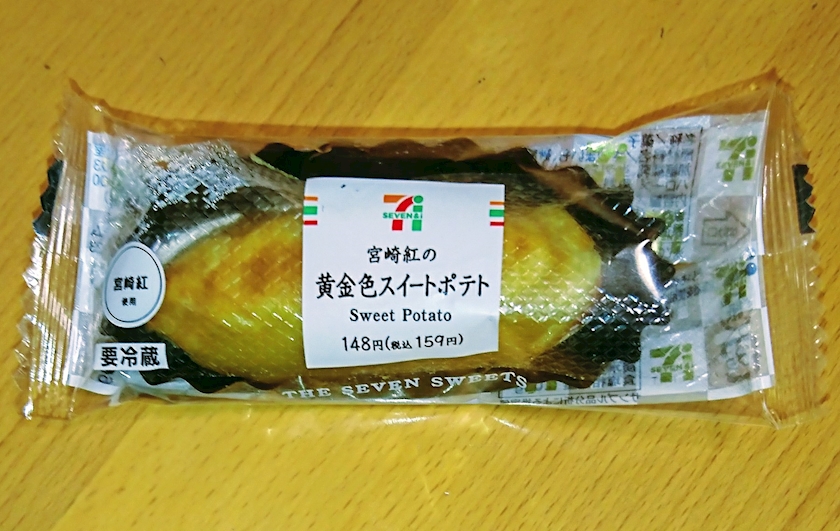 SEVEN&i
宮崎紅の
黄金色スイートポテト
Sweet Potato
148円(税込159円)
宮崎紅
使用
要冷蔵
THE SEVEN SWEETS